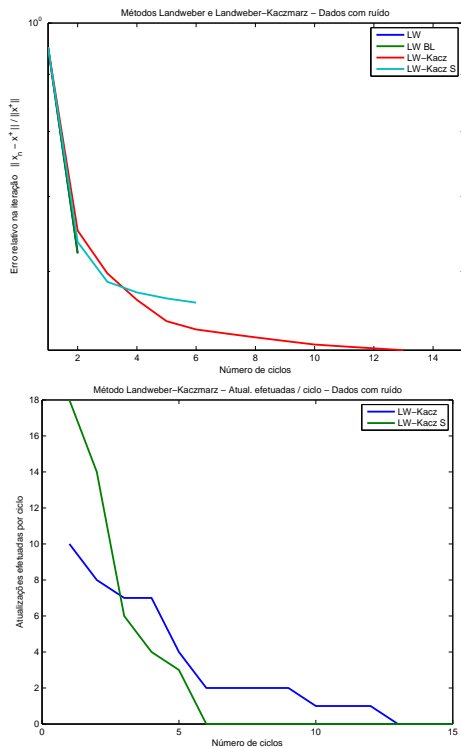 Métodos Landweber e Landweber−Kaczmarz − Dados com ruído
10^0
LW
LW BL
LW−Kacz
LW−Kacz S
Erro relativo na iteração || x_n − x^+ || / || x^+ ||
2 4 6 8 10 12 14
Número de ciclos
Método Landweber−Kaczmarz − Atual. efetuadas / ciclo − Dados com ruído
LW−Kacz
LW−Kacz S
Atualizações efetuadas por ciclo
18
16
14
12
10
8
6
4
2
0
0 5 10 15
Número de ciclos